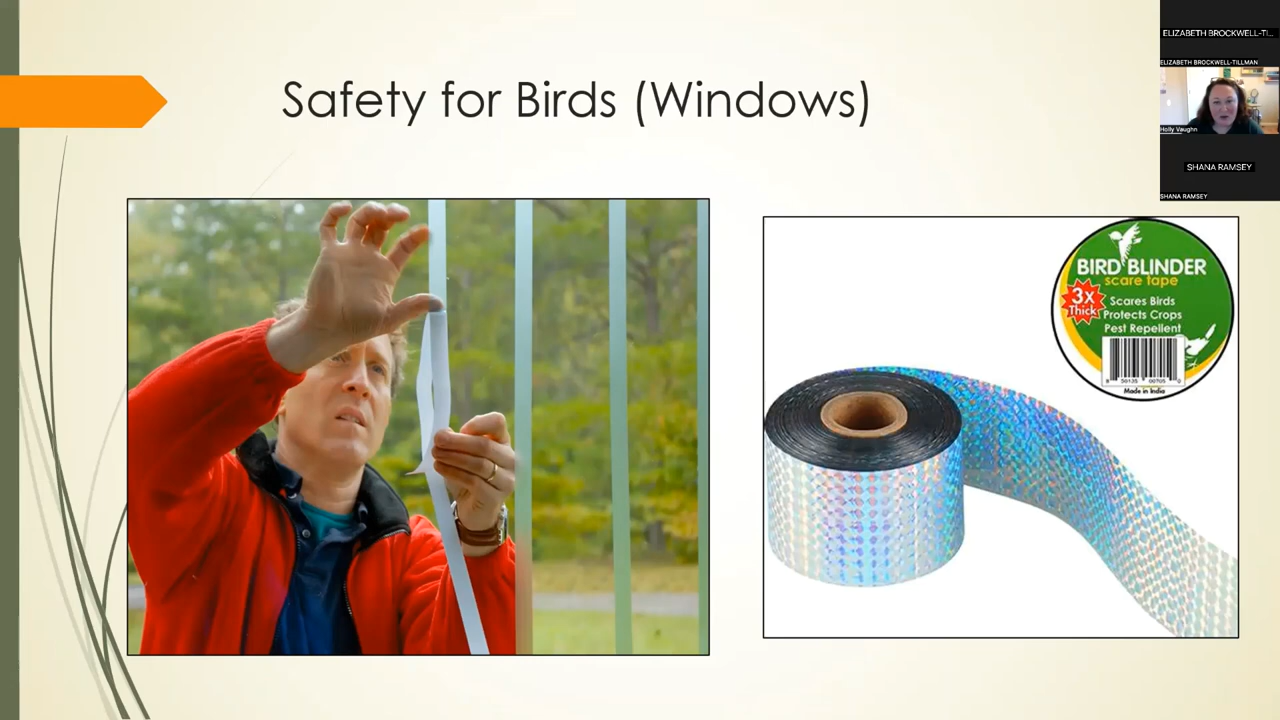 Safety for Birds (Windows)
ELIZABETH BROCKWELL-TI...
ELIZABETH BROCKWELL-TILLMAN
Holly Vaughn
SHANA RAMSEY
SHANA RAMSEY
BIRD BLINDER
scare tape
3x
Thick
Scares Birds
Protects Crops
Pest Repellent
Made in India